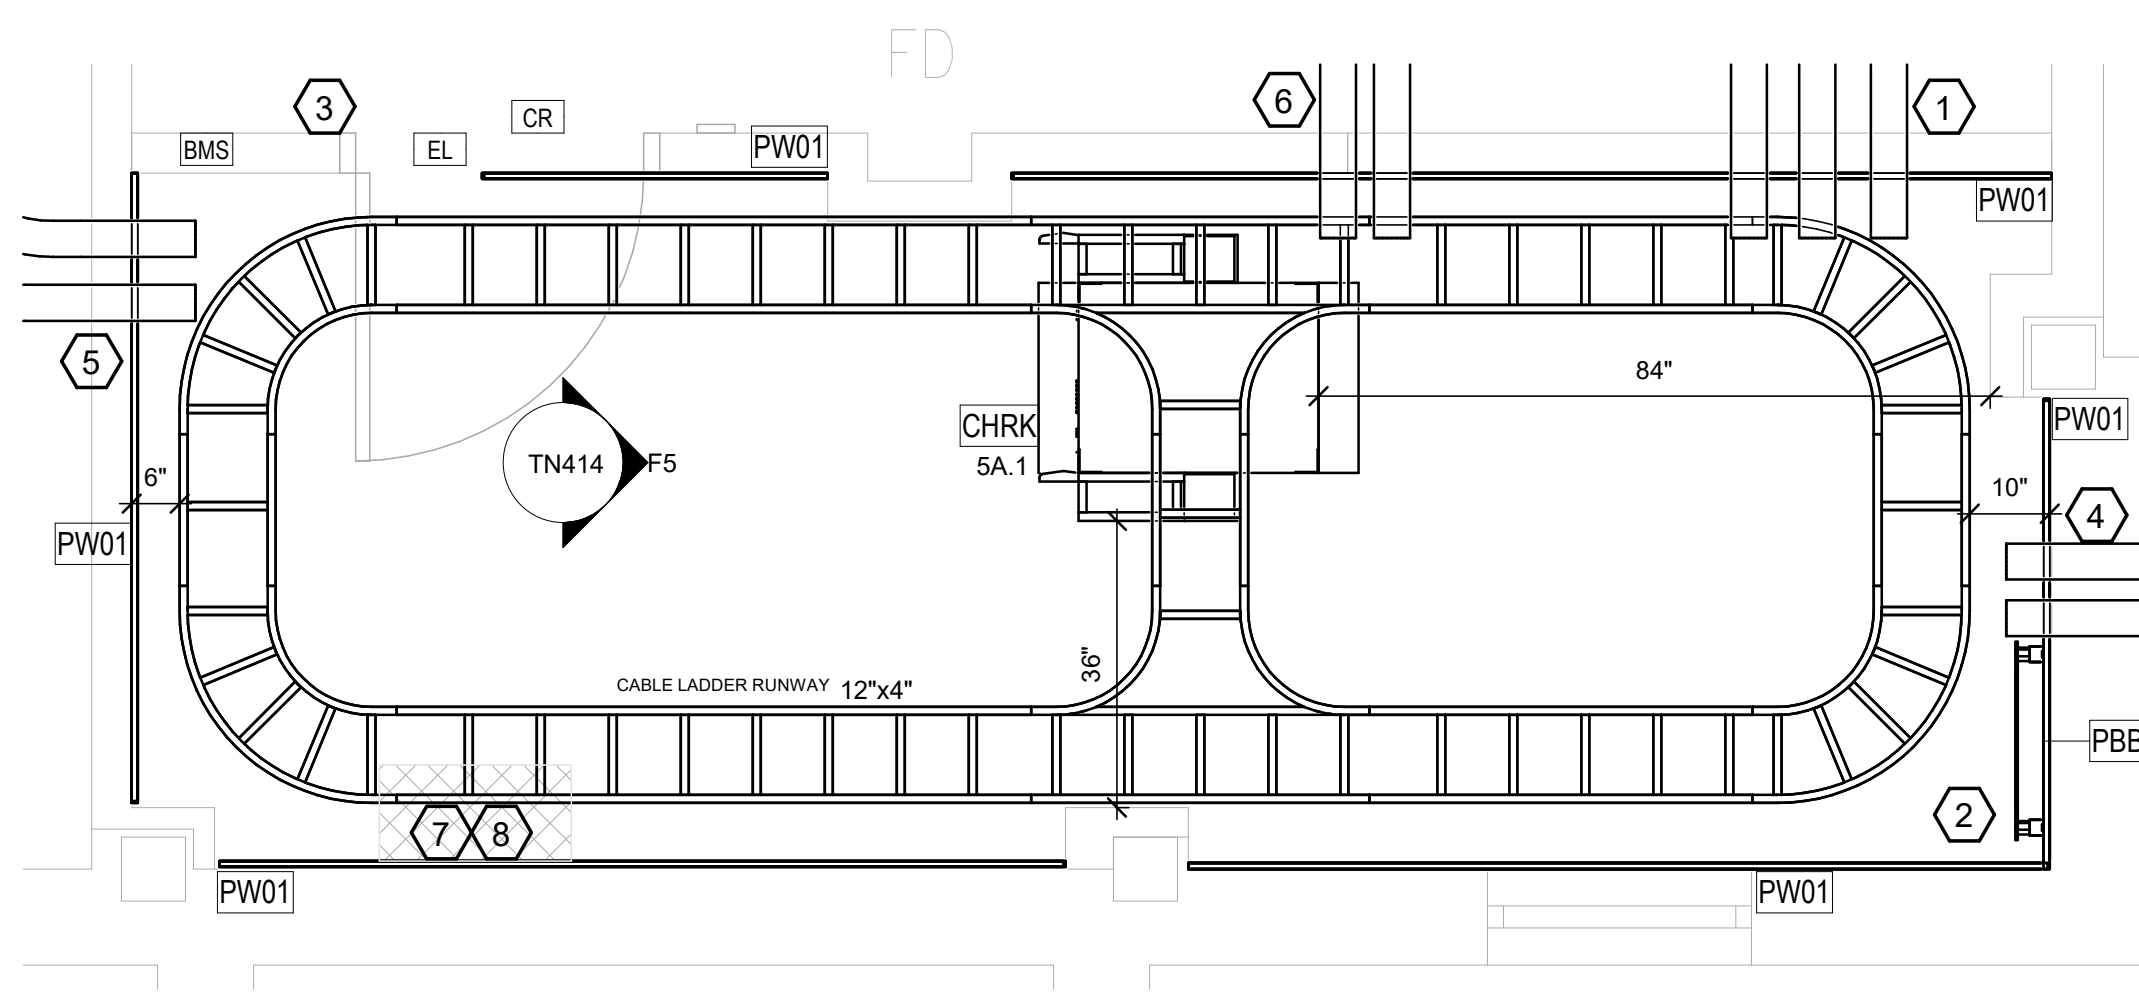 FD
3
6
1
CR
BMS
EL
PW01
PW01
5
84"
CHRK
5A.1
PW01
TN414
F5
6"
10"
4
PW01
36"
CABLE LADDER RUNWAY 12"x4"
PBB
2
7
8
PW01
PW01